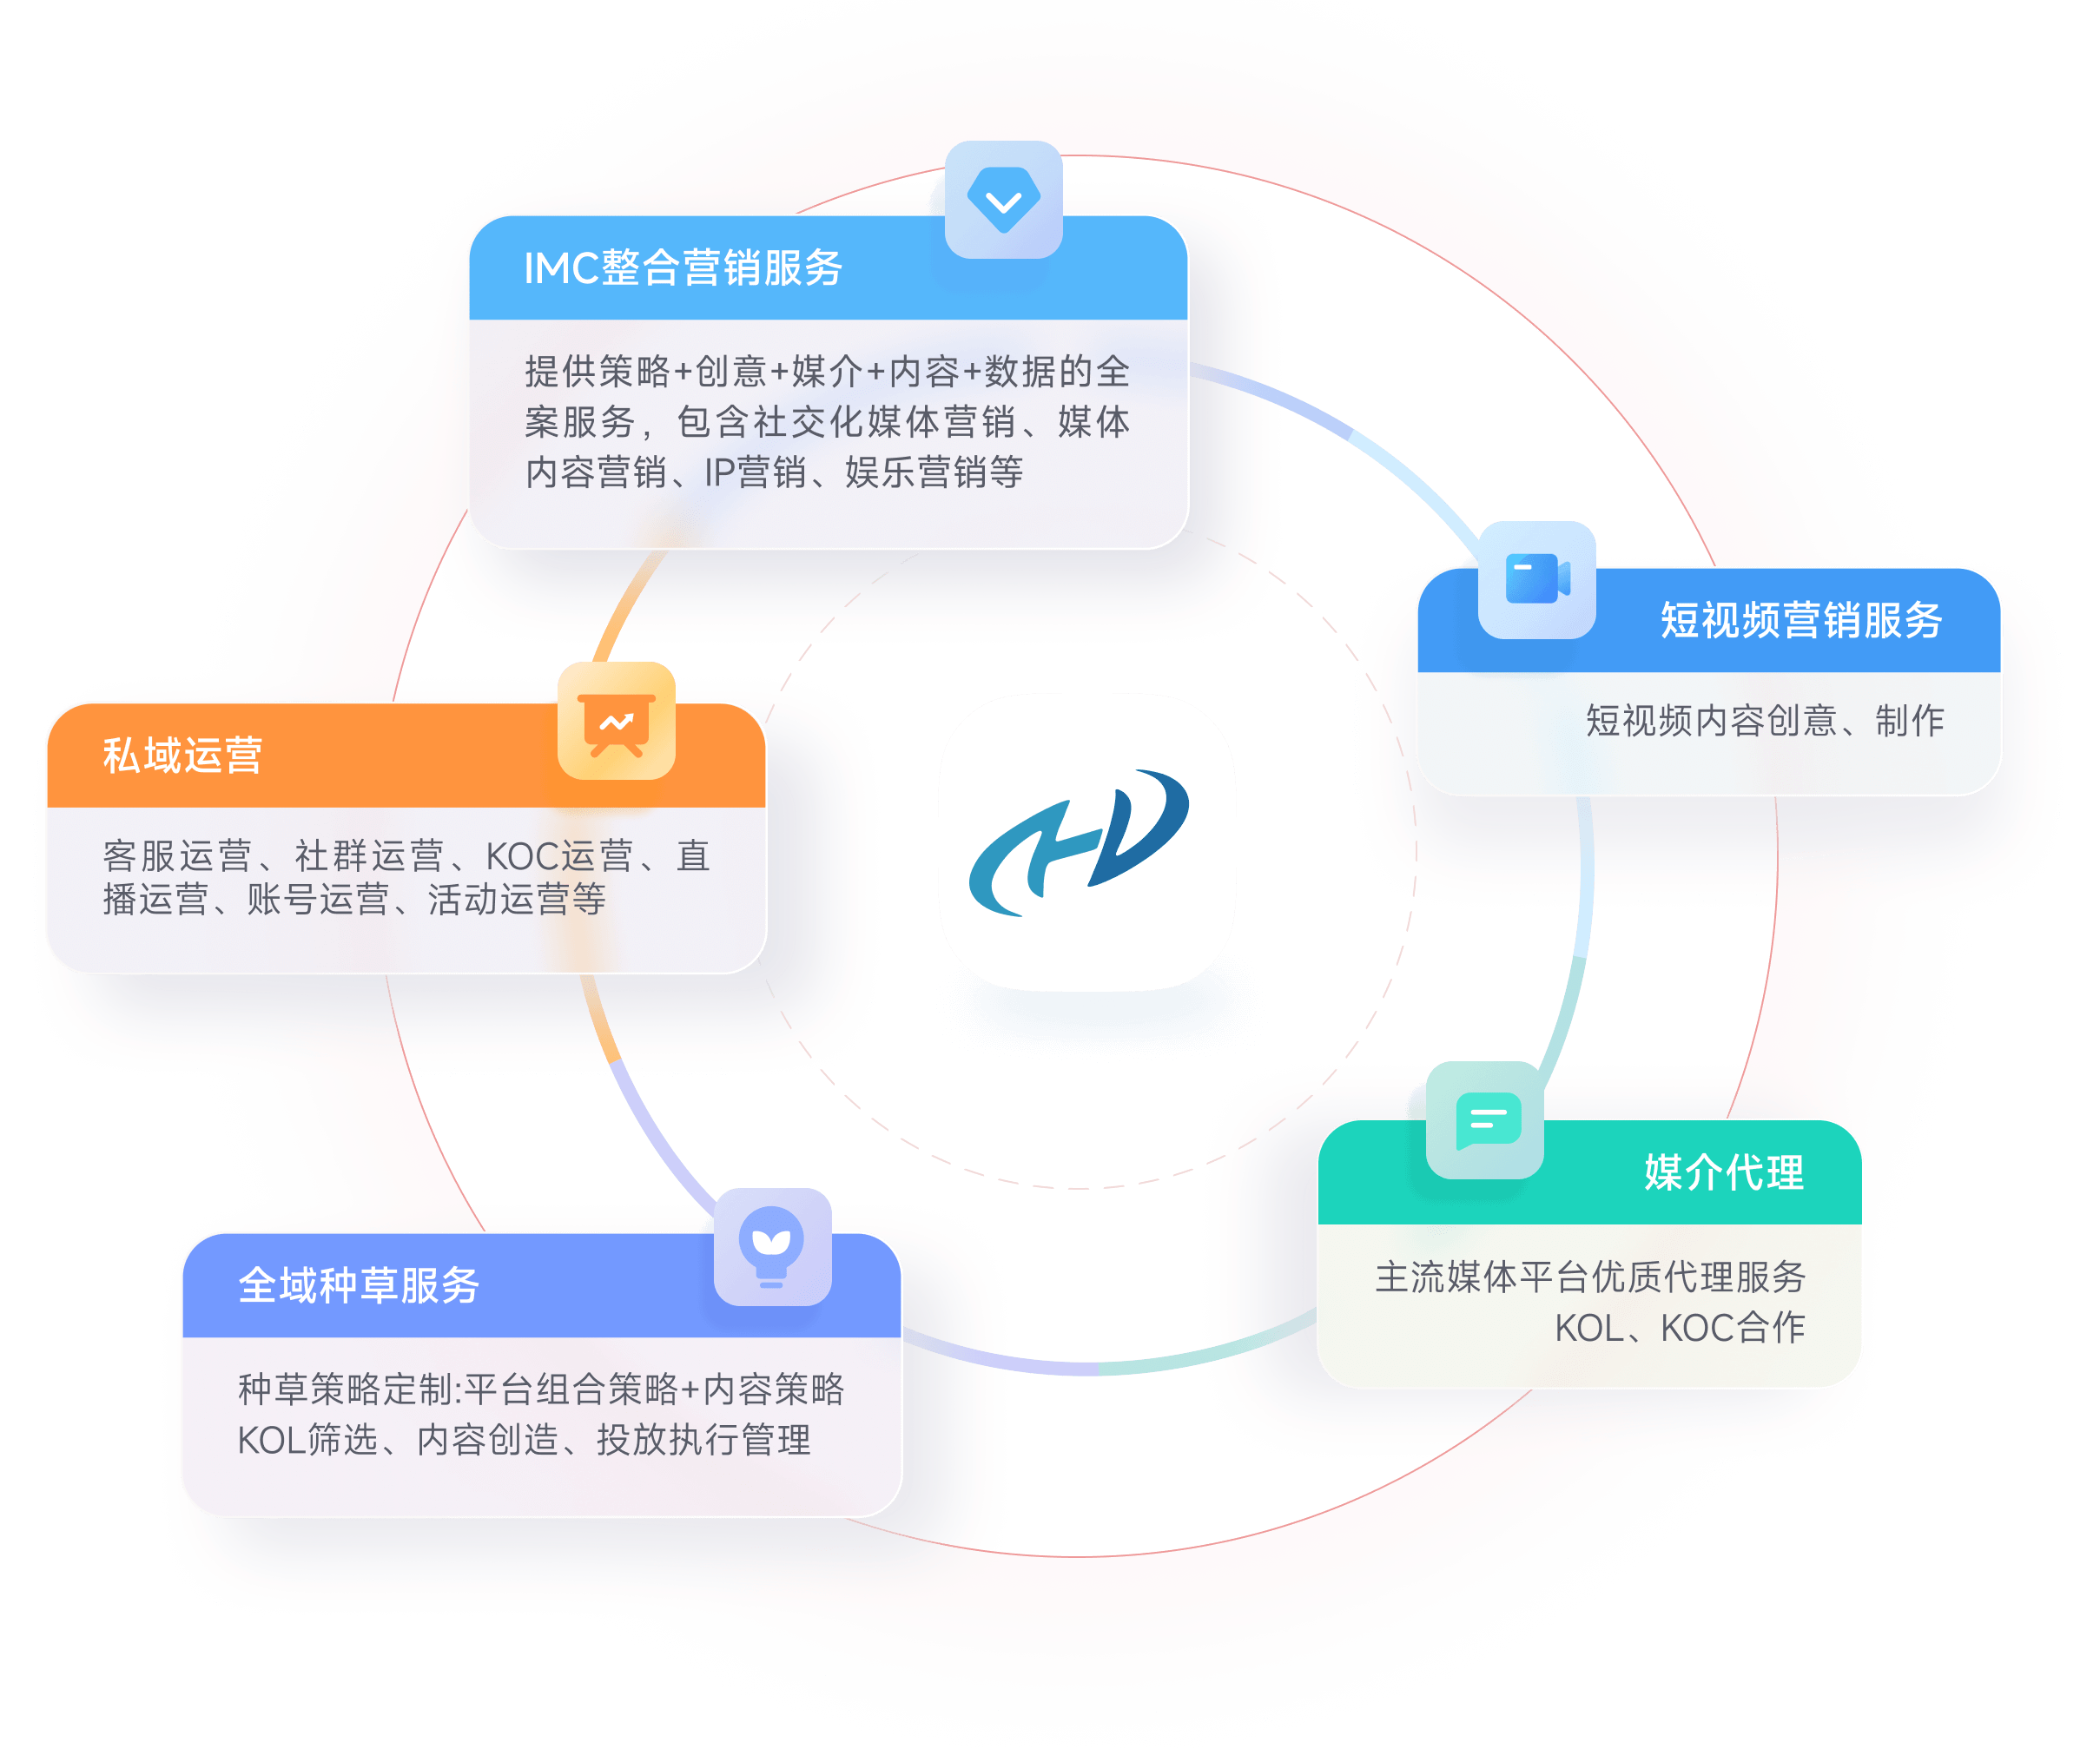 IMC整合营销服务
提供策略+创意+媒介+内容+数据的全
案服务，包含社交化媒体营销、媒体
内容营销、IP营销、娱乐营销等
短视频营销服务
短视频内容创意、制作
私域运营
客服运营、社群运营、KOC运营、直
播运营、账号运营、活动运营等
媒介代理
主流媒体平台优质代理服务
KOL、KOC合作
全域种草服务
种草策略定制:平台组合策略+内容策略
KOL筛选、内容创造、投放执行管理